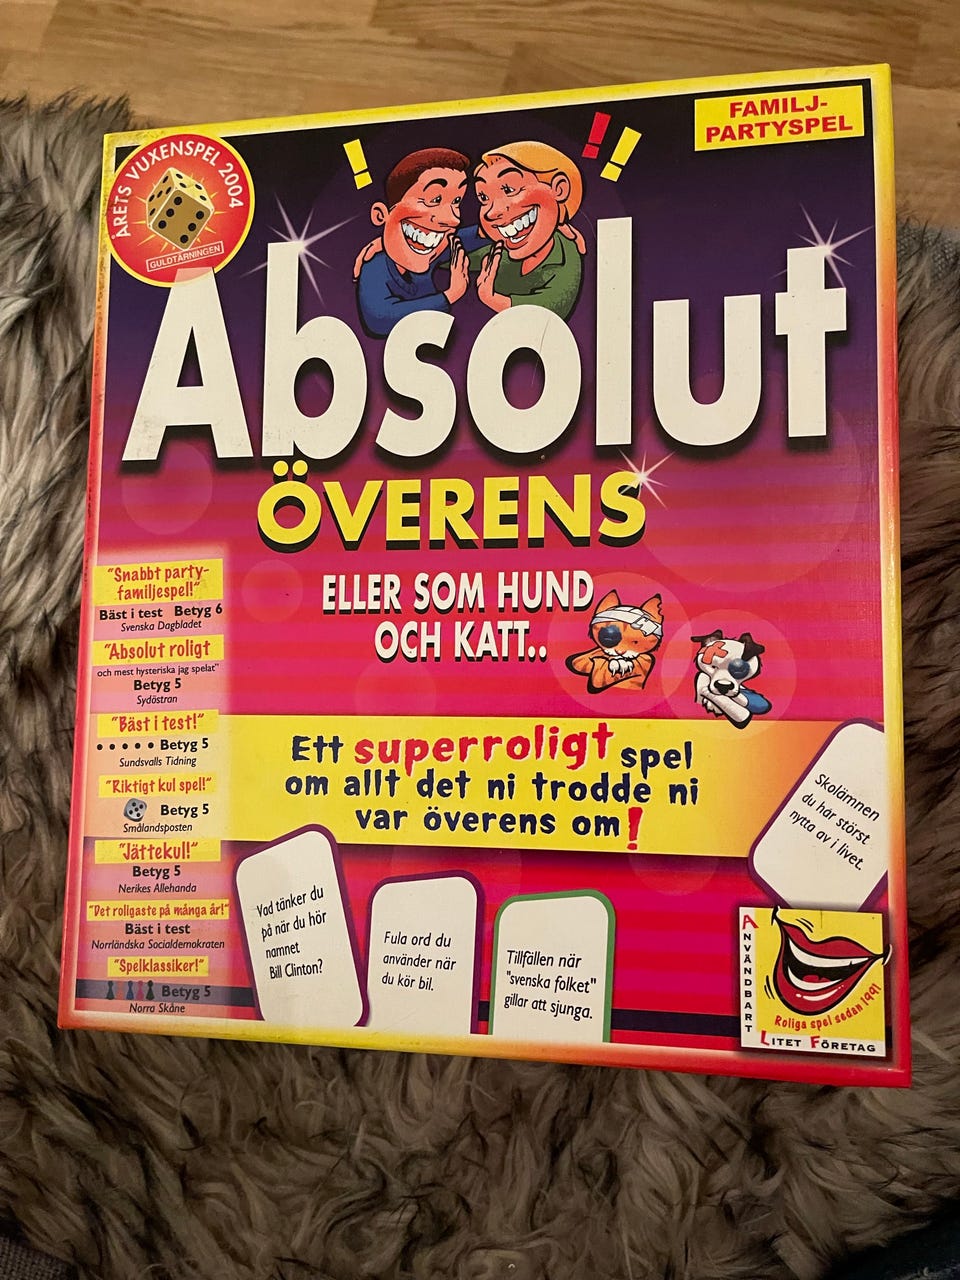 FAMILJ-
PARTYSPEL
ÅRETS VUXENSPEL 2004
GULDTÄRNINGEN
Absolut
ÖVERENS
ELLER SOM HUND
OCH KATT..
"Snabbt party-
familjespel!"
Bäst i test Betyg 6
Svenska Dagbladet
"Absolut roligt
och mest hysteriska jag spelat"
Betyg 5
Sydöstran
"Bäst i test!"
••••• Betyg 5
Sundsvalls Tidning
"Riktigt kul spel!"
Betyg 5
Smålandsposten
"Jättekul!"
Betyg 5
Nerikes Allehanda
"Det roligaste på många år!"
Bäst i test
Norrländska Socialdemokraten
"Spelklassiker!"
Betyg 5
Norra Skåne
Ett superroligt spel
om allt det ni trodde ni
var överens om!
Skolämnen
du har störst
nytta av i livet.
Vad tänker du
på när du hör
namnet
Bill Clinton?
Fula ord du
använder när
du kör bil.
Tillfällen när
"svenska folket"
gillar att sjunga.
Roliga spel sedan 1991
ANVÄNDBART
LITET FÖRETAG